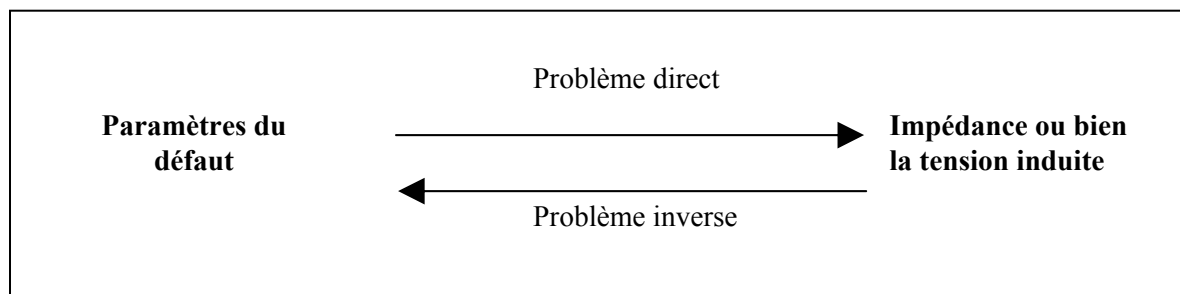 Problème direct
Paramètres du
défaut
Impédance ou bien
la tension induite
Problème inverse